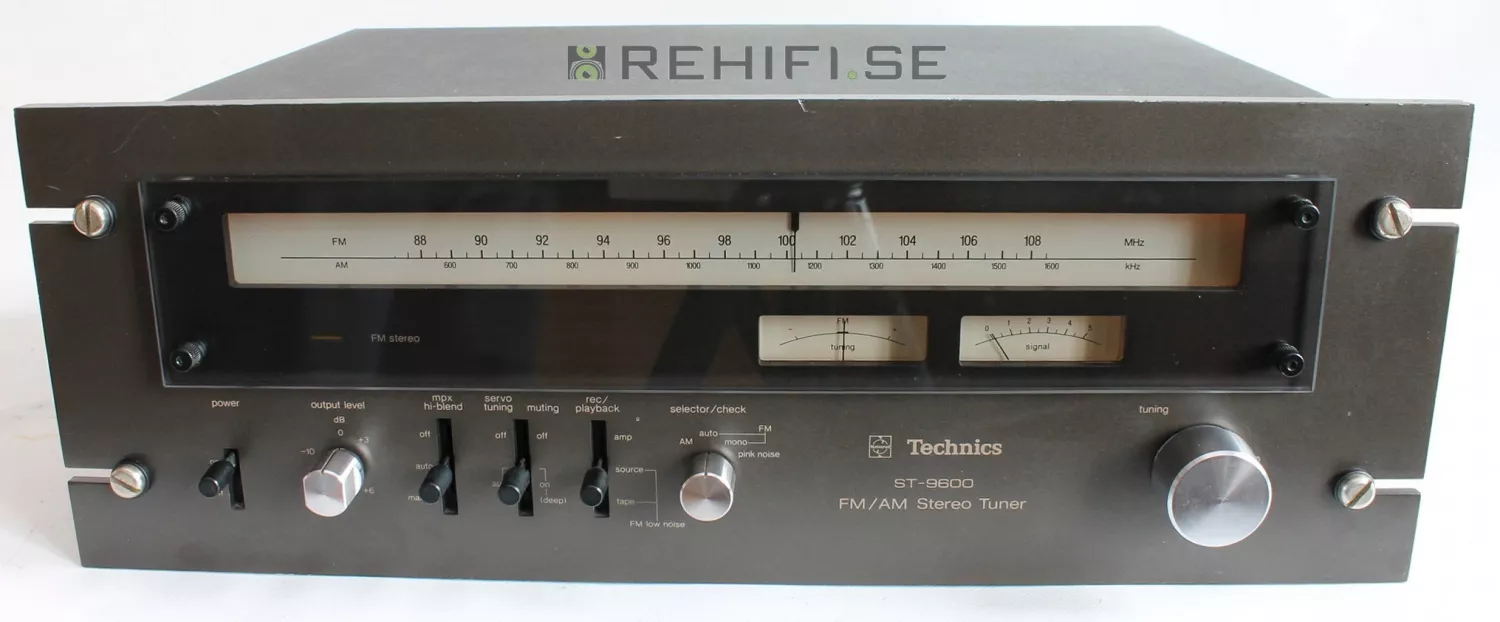 REHIFI.SE
FM 88 90 92 94 96 98 100 102 104 106 108 MHz
AM 600 700 800 900 1000 1100 1200 1300 1400 1500 1600 kHz
FM stereo
FM
- +
tuning
0 1 2 3 4 5
signal
power
output level
dB
0
-10 +3
+6
mpx
hi-blend
off
auto
servo
tuning
off
muting
off
on
(deep)
rec/
playback
amp
source
tape
FM low noise
selector/check
AM auto FM
mono
pink noise
Technics
ST-9600
FM/AM Stereo Tuner
tuning